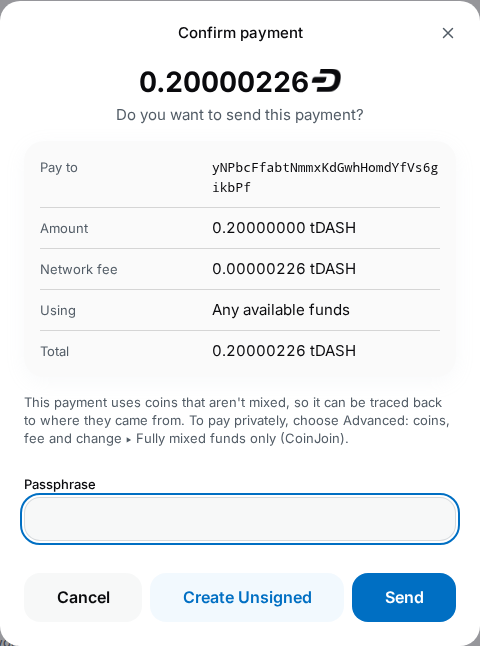 Confirm payment
0.20000226
Do you want to send this payment?
Pay to yNPbcFfabtNmmxKdGwhHomdYfVs6g
ikbPf
Amount 0.20000000 tDASH
Network fee 0.00000226 tDASH
Using Any available funds
Total 0.20000226 tDASH
This payment uses coins that aren't mixed, so it can be traced back
to where they came from. To pay privately, choose Advanced: coins,
fee and change ▸ Fully mixed funds only (CoinJoin).
Passphrase
Cancel Create Unsigned Send